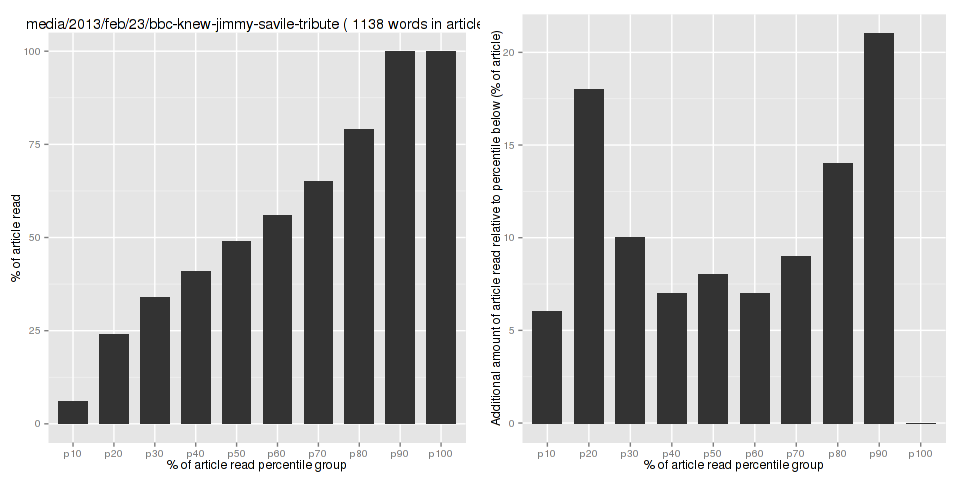 media/2013/feb/23/bbc-knew-jimmy-savile-tribute ( 1138 words in article
% of article read
100
75
50
25
0
p10 p20 p30 p40 p50 p60 p70 p80 p90 p100
% of article read percentile group
Additional amount of article read relative to percentile below (% of article)
20
15
10
5
0
p10 p20 p30 p40 p50 p60 p70 p80 p90 p100
% of article read percentile group